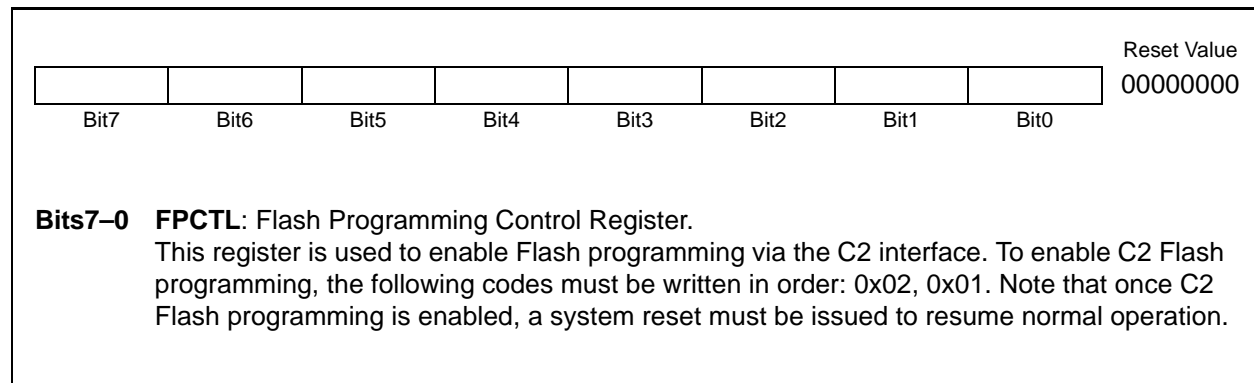 Reset Value
00000000
Bit7 Bit6 Bit5 Bit4 Bit3 Bit2 Bit1 Bit0
Bits7–0 FPCTL: Flash Programming Control Register.
This register is used to enable Flash programming via the C2 interface. To enable C2 Flash
programming, the following codes must be written in order: 0x02, 0x01. Note that once C2
Flash programming is enabled, a system reset must be issued to resume normal operation.